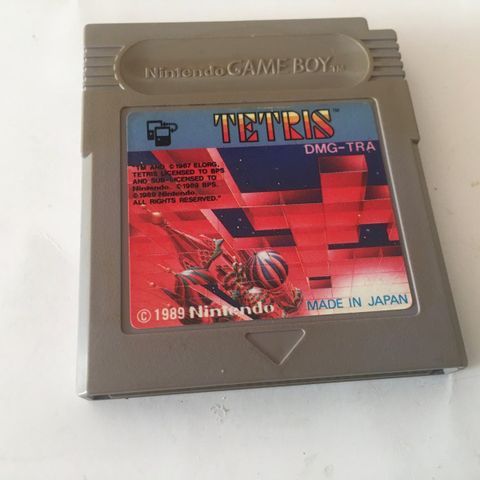 Nintendo GAME BOY™
TETRIS™
DMG-TRA
"TM AND © 1987 ELORG,
TETRIS LICENSED TO BPS
AND SUB-LICENSED TO
Nintendo. ©1989 BPS.
©1989 Nintendo.
ALL RIGHTS RESERVED."
© 1989 Nintendo
MADE IN JAPAN